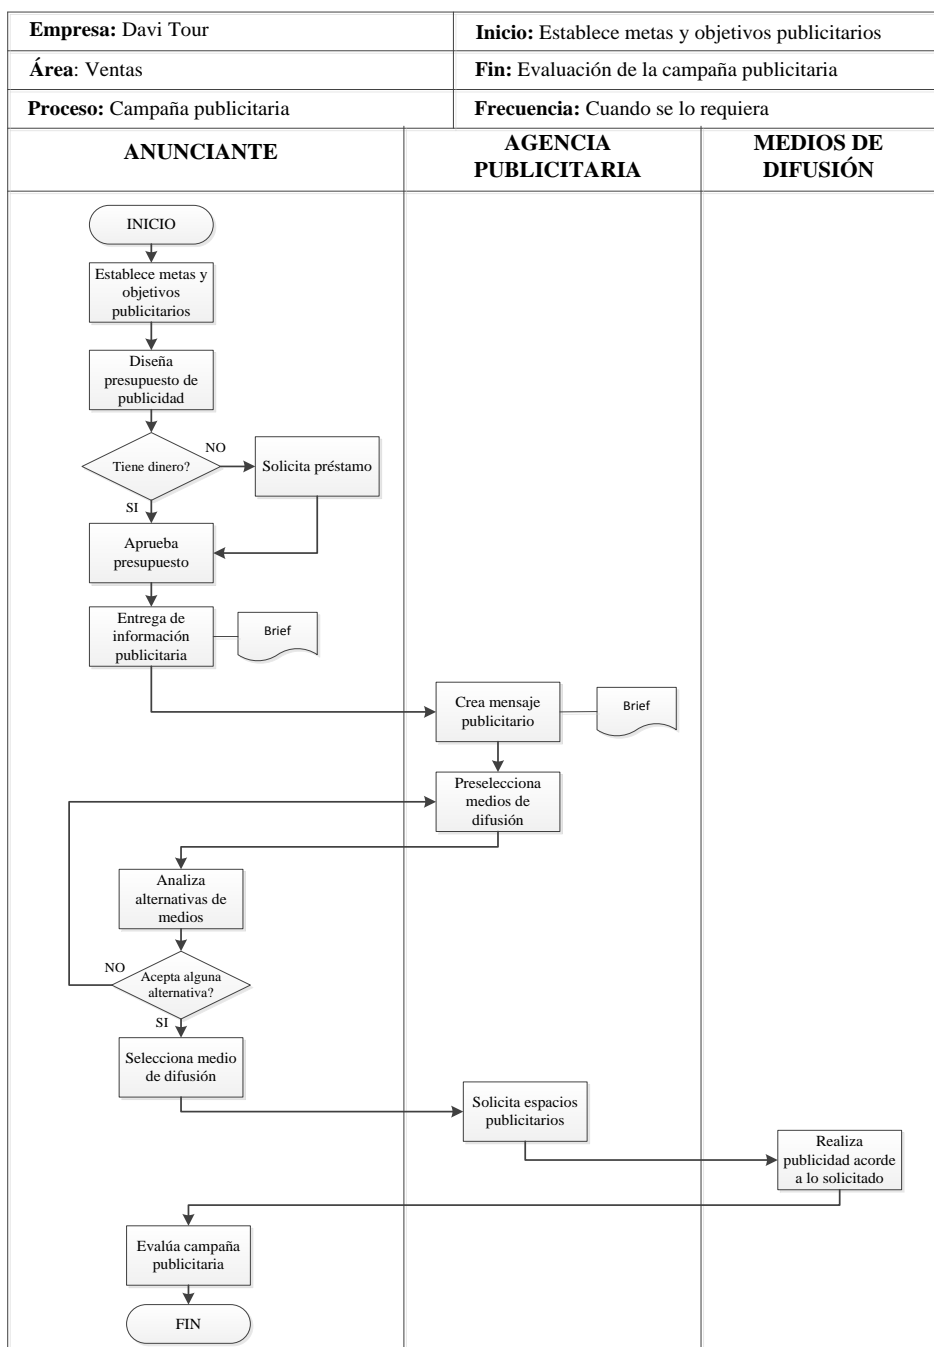 Empresa: Davi Tour
Inicio: Establece metas y objetivos publicitarios
Área: Ventas
Fin: Evaluación de la campaña publicitaria
Proceso: Campaña publicitaria
Frecuencia: Cuando se lo requiera
ANUNCIANTE
AGENCIA
PUBLICITARIA
MEDIOS DE
DIFUSIÓN
INICIO
Establece metas y
objetivos
publicitarios
Diseña
presupuesto de
publicidad
Tiene dinero?
NO
Solicita préstamo
SI
Aprueba
presupuesto
Entrega de
información
publicitaria
Brief
Crea mensaje
publicitario
Brief
Preselecciona
medios de
difusión
Analiza
alternativas de
medios
NO
Acepta alguna
alternativa?
SI
Selecciona medio
de difusión
Solicita espacios
publicitarios
Realiza
publicidad acorde
a lo solicitado
Evalúa campaña
publicitaria
FIN